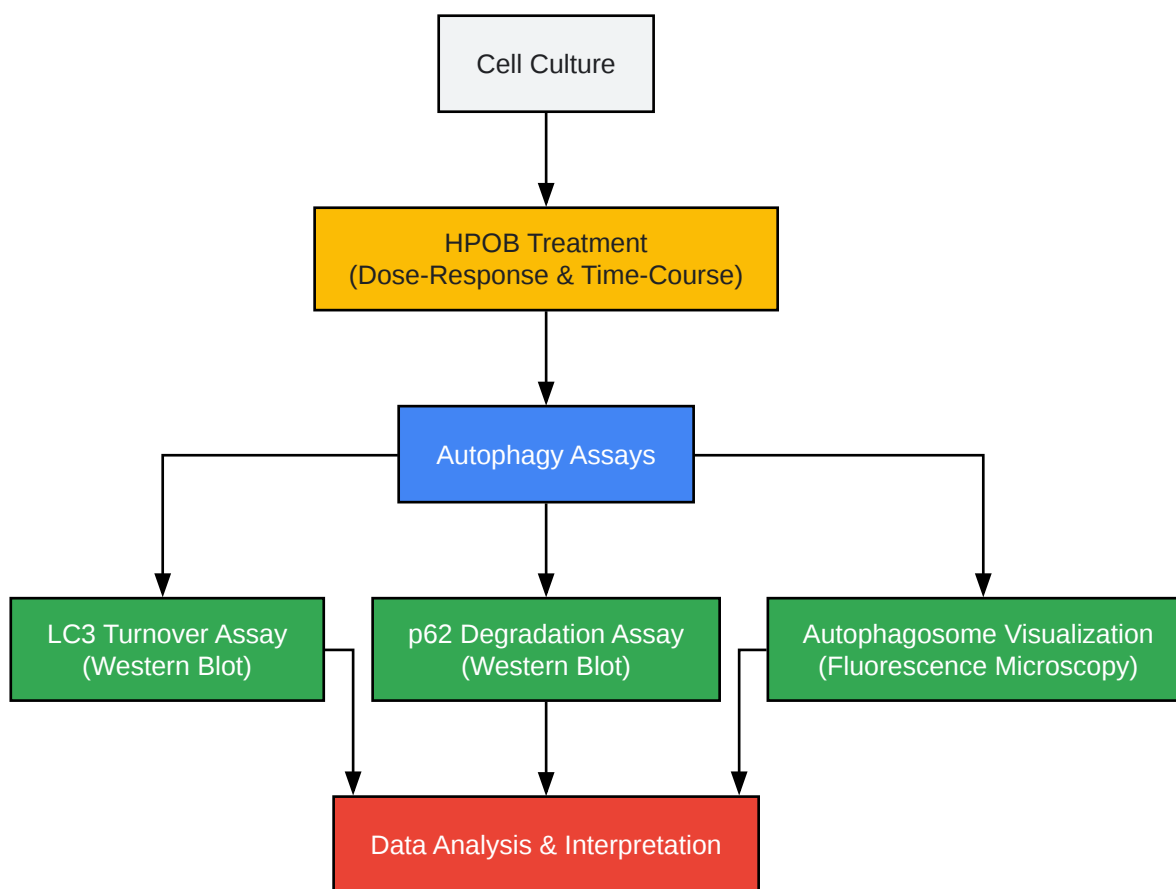 Cell Culture
HPOB Treatment
(Dose-Response & Time-Course)
Autophagy Assays
LC3 Turnover Assay
(Western Blot)
p62 Degradation Assay
(Western Blot)
Autophagosome Visualization
(Fluorescence Microscopy)
Data Analysis & Interpretation